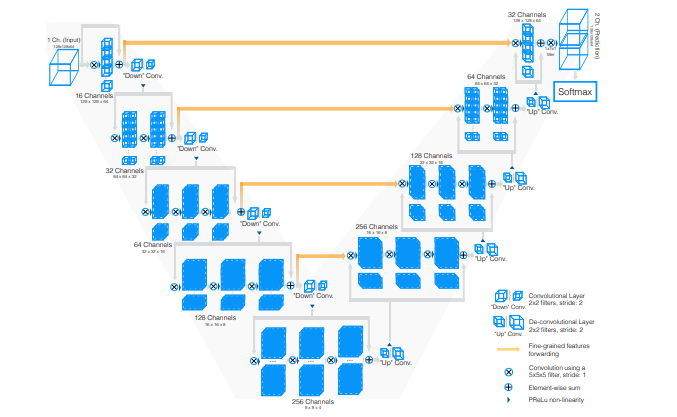 1 Ch. (Input)
128x128x64
"Down" Conv.
16 Channels
128 x 128 x 64
"Down" Conv.
32 Channels
64 x 64 x 32
"Down" Conv.
64 Channels
32 x 32 x 16
"Down" Conv.
128 Channels
16 x 16 x 8
256 Channels
8 x 8 x 4
"Up" Conv.
256 Channels
16 x 16 x 8
"Up" Conv.
128 Channels
32 x 32 x 16
"Up" Conv.
64 Channels
64 x 64 x 32
"Up" Conv.
32 Channels
128 x 128 x 64
1x1x1
filter
2 Ch. (Prediction)
Softmax
Convolutional Layer
2x2 filters, stride: 2
"Down" Conv.
De-convolutional Layer
2x2 filters, stride: 2
"Up" Conv.
Fine-grained features
forwarding
Convolution using a
5x5x5 filter, stride: 1
Element-wise sum
PReLu non-linearity